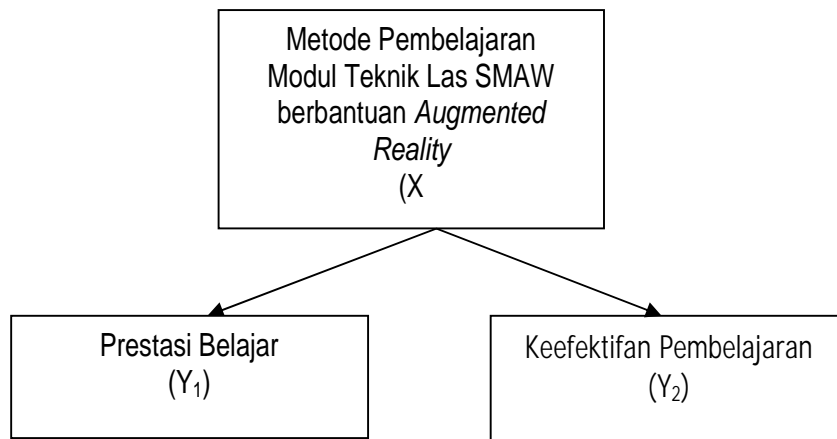 Metode Pembelajaran
Modul Teknik Las SMAW
berbantuan Augmented
Reality
(X
Prestasi Belajar
(Y₁)
Keefektifan Pembelajaran
(Y₂)